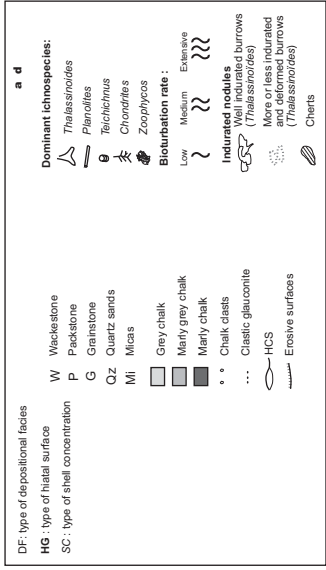 DF: type of depositional facies
HG : type of hiatal surface
SC : type of shell concentration
W Wackestone
P Packstone
G Grainstone
Qz Quartz sands
Mi Micas
Grey chalk
Marly grey chalk
Marly chalk
Chalk clasts
Clastic glauconite
HCS
Erosive surfaces
a d
Dominant ichnospecies:
Thalassinoides
Planolites
Teichichnus
Chondrites
Zoophycos
Bioturbation rate :
Low Medium Extensive
Indurated nodules
Well indurated burrows
(Thalassinoides)
More or less indurated
and deformed burrows
(Thalassinoides)
Cherts